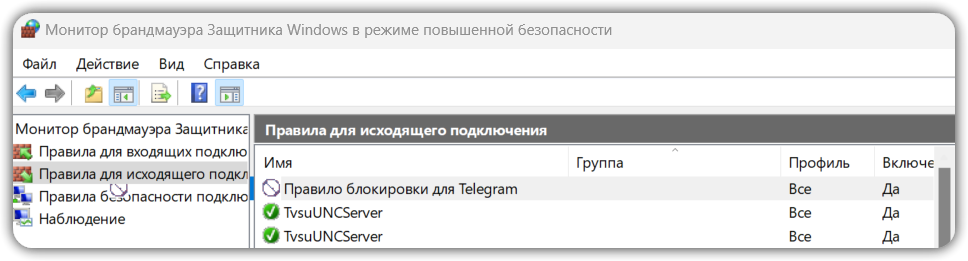 Монитор брандмауэра Защитника Windows в режиме повышенной безопасности
Файл Действие Вид Справка
Монитор брандмауэра Защитника
Правила для входящих подклю
Правила для исходящего подкл
Правила безопасности подклю
Наблюдение
Правила для исходящего подключения
Имя Группа Профиль Включе
Правило блокировки для Telegram Все Да
TvsuUNCServer Все Да
TvsuUNCServer Все Да